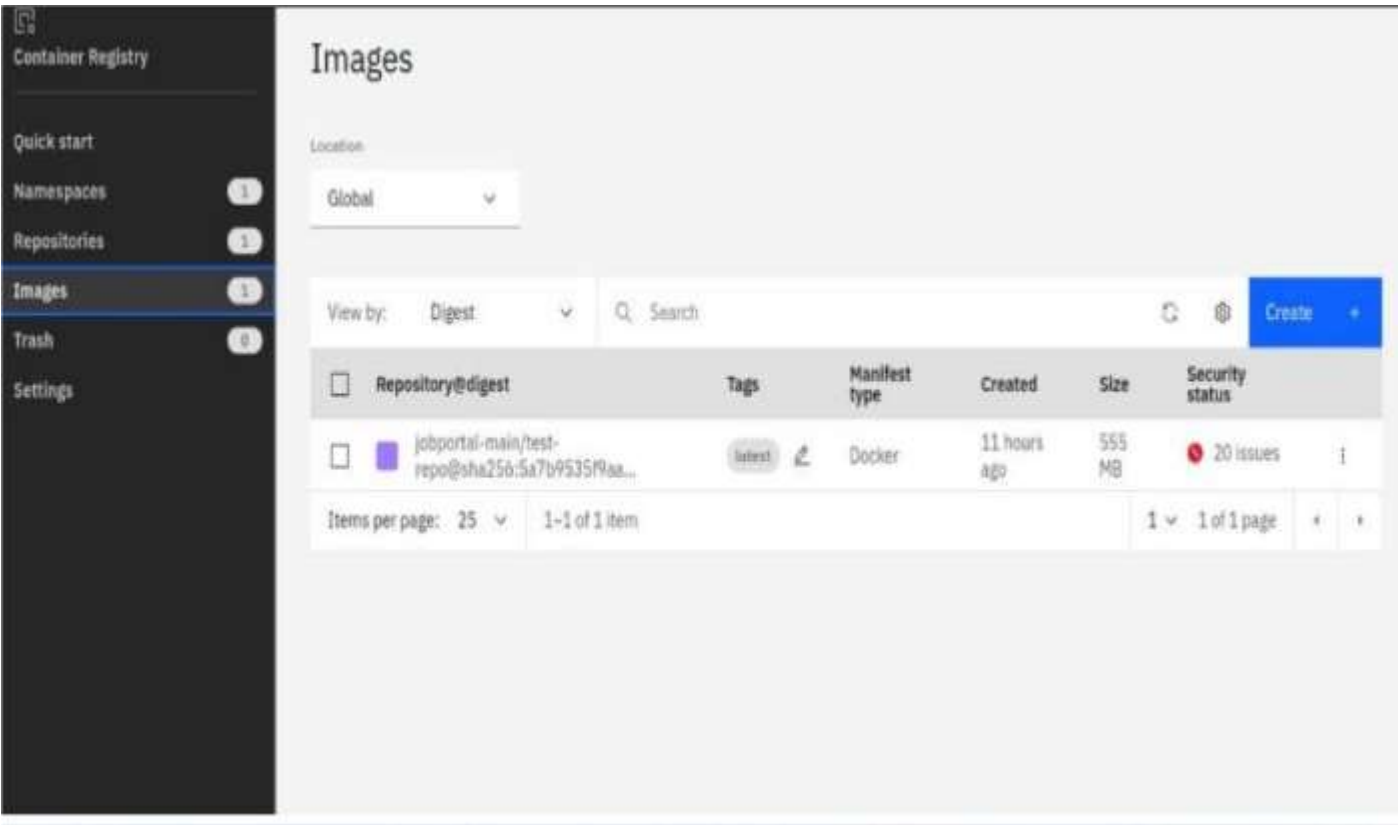 Container Registry
Quick start
Namespaces 1
Repositories 1
Images 1
Trash 0
Settings
Images
Location
Global
View by: Digest Search Create +
Repository@digest Tags Manifest type Created Size Security status
jobportal-main/test-
repo@sha256:5a7b9535f9aa...
latest
Docker
11 hours
ago
555
MB
20 issues
Items per page: 25 1–1 of 1 item 1 1 of 1 page